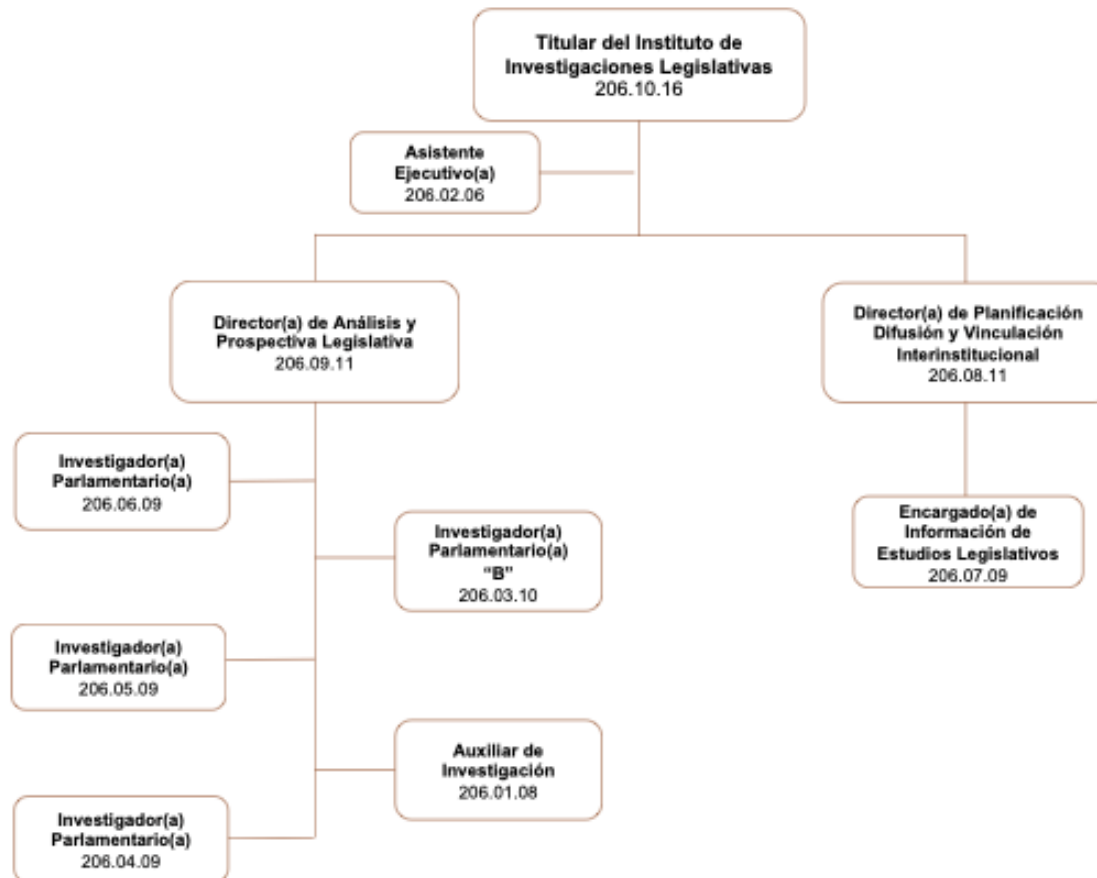 Titular del Instituto de
Investigaciones Legislativas
206.10.16
Asistente
Ejecutivo(a)
206.02.06
Director(a) de Análisis y
Prospectiva Legislativa
206.09.11
Director(a) de Planificación
Difusión y Vinculación
Interinstitucional
206.08.11
Investigador(a)
Parlamentario(a)
206.06.09
Investigador(a)
Parlamentario(a)
“B”
206.03.10
Encargado(a) de
Información de
Estudios Legislativos
206.07.09
Investigador(a)
Parlamentario(a)
206.05.09
Auxiliar de
Investigación
206.01.08
Investigador(a)
Parlamentario(a)
206.04.09